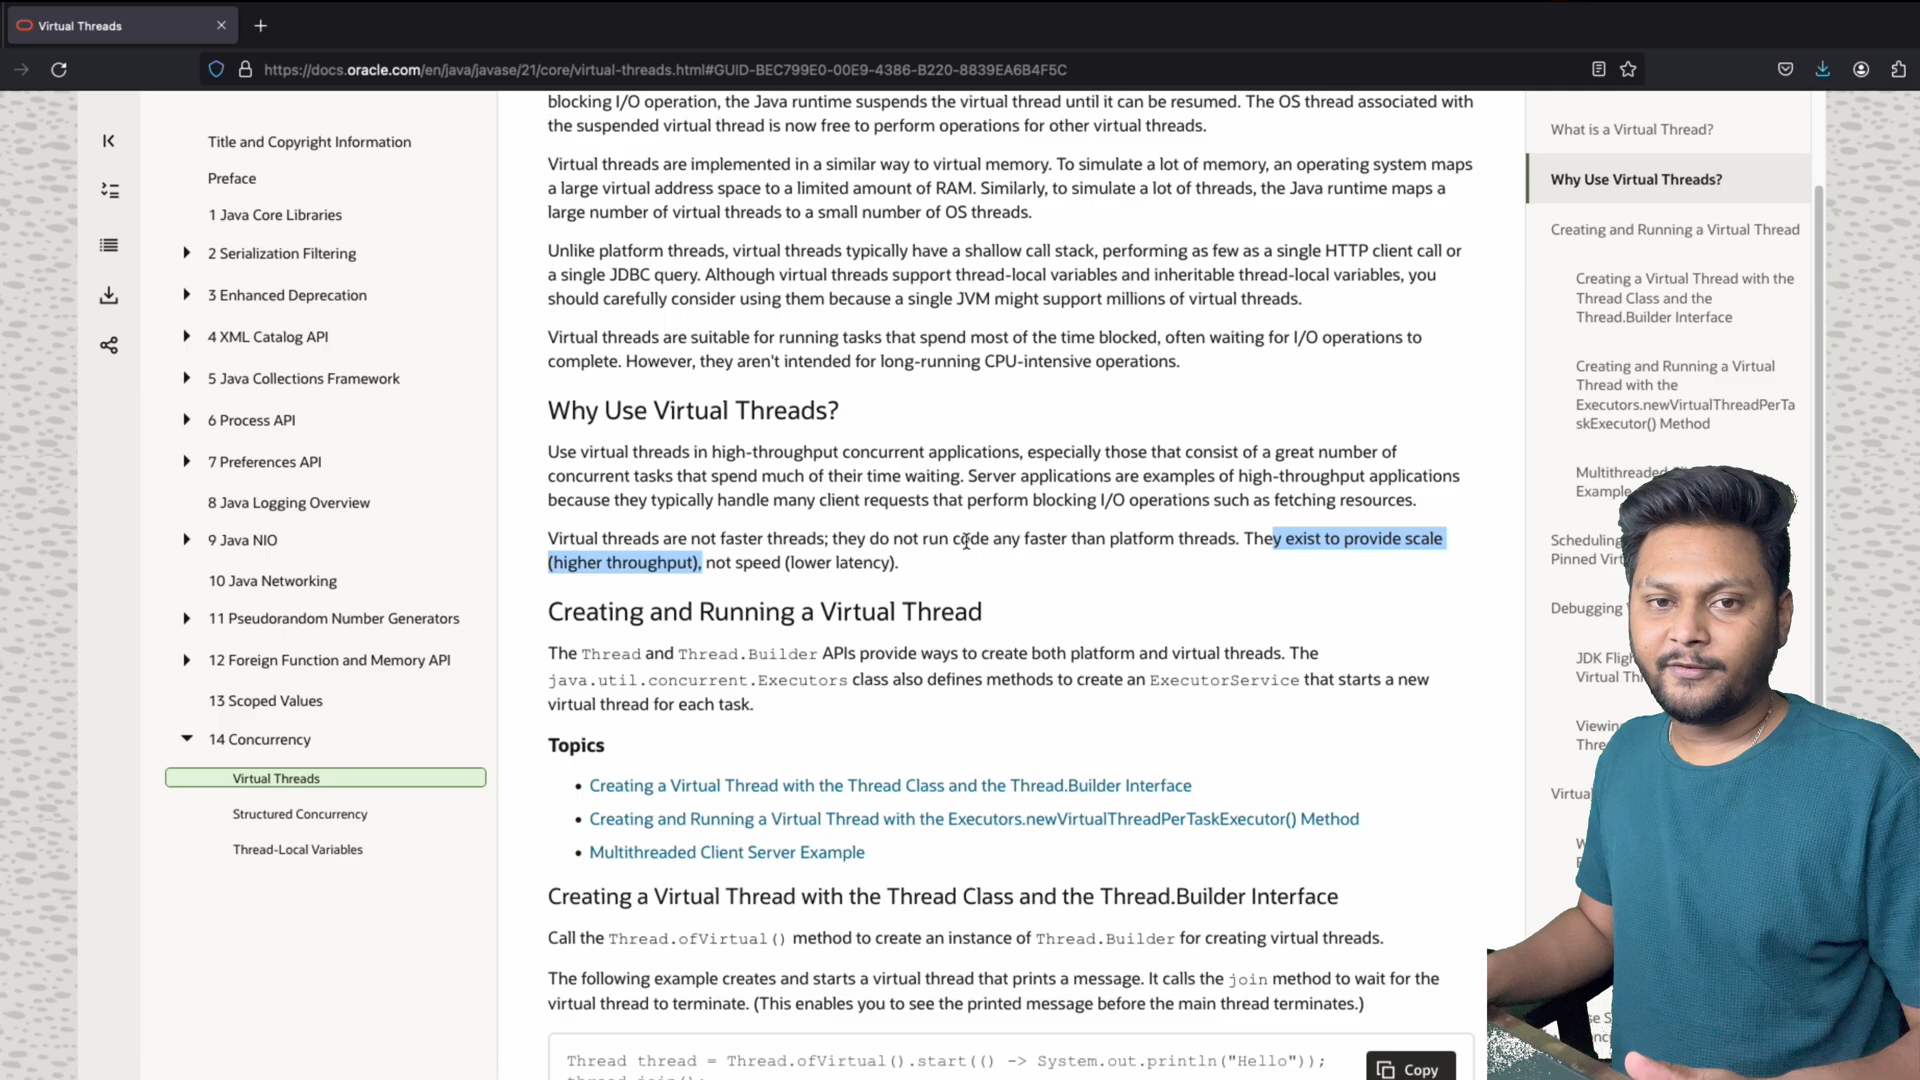 Virtual Threads
https://docs.oracle.com/en/java/javase/21/core/virtual-threads.html#GUID-BEC799E0-00E9-4386-B220-8839EA6B4F5C
Title and Copyright Information
Preface
1 Java Core Libraries
2 Serialization Filtering
3 Enhanced Deprecation
4 XML Catalog API
5 Java Collections Framework
6 Process API
7 Preferences API
8 Java Logging Overview
9 Java NIO
10 Java Networking
11 Pseudorandom Number Generators
12 Foreign Function and Memory API
13 Scoped Values
14 Concurrency
Virtual Threads
Structured Concurrency
Thread-Local Variables
blocking I/O operation, the Java runtime suspends the virtual thread until it can be resumed. The OS thread associated with
the suspended virtual thread is now free to perform operations for other virtual threads.
Virtual threads are implemented in a similar way to virtual memory. To simulate a lot of memory, an operating system maps
a large virtual address space to a limited amount of RAM. Similarly, to simulate a lot of threads, the Java runtime maps a
large number of virtual threads to a small number of OS threads.
Unlike platform threads, virtual threads typically have a shallow call stack, performing as few as a single HTTP client call or
a single JDBC query. Although virtual threads support thread-local variables and inheritable thread-local variables, you
should carefully consider using them because a single JVM might support millions of virtual threads.
Virtual threads are suitable for running tasks that spend most of the time blocked, often waiting for I/O operations to
complete. However, they aren't intended for long-running CPU-intensive operations.
Why Use Virtual Threads?
Use virtual threads in high-throughput concurrent applications, especially those that consist of a great number of
concurrent tasks that spend much of their time waiting. Server applications are examples of high-throughput applications
because they typically handle many client requests that perform blocking I/O operations such as fetching resources.
Virtual threads are not faster threads; they do not run code any faster than platform threads. They exist to provide scale
(higher throughput), not speed (lower latency).
Creating and Running a Virtual Thread
The Thread and Thread.Builder APIs provide ways to create both platform and virtual threads. The
java.util.concurrent.Executors class also defines methods to create an ExecutorService that starts a new
virtual thread for each task.
Topics
• Creating a Virtual Thread with the Thread Class and the Thread.Builder Interface
• Creating and Running a Virtual Thread with the Executors.newVirtualThreadPerTaskExecutor() Method
• Multithreaded Client Server Example
Creating a Virtual Thread with the Thread Class and the Thread.Builder Interface
Call the Thread.ofVirtual() method to create an instance of Thread.Builder for creating virtual threads.
The following example creates and starts a virtual thread that prints a message. It calls the join method to wait for the
virtual thread to terminate. (This enables you to see the printed message before the main thread terminates.)
Thread thread = Thread.ofVirtual().start(() -> System.out.println("Hello"));
thread.join();
Copy
What is a Virtual Thread?
Why Use Virtual Threads?
Creating and Running a Virtual Thread
Creating a Virtual Thread with the
Thread Class and the
Thread.Builder Interface
Creating and Running a Virtual
Thread with the
Executors.newVirtualThreadPerTa
skExecutor() Method
Multithreaded
Example
Scheduling
Pinned
Debugging
JDK
Virtual
Viewing